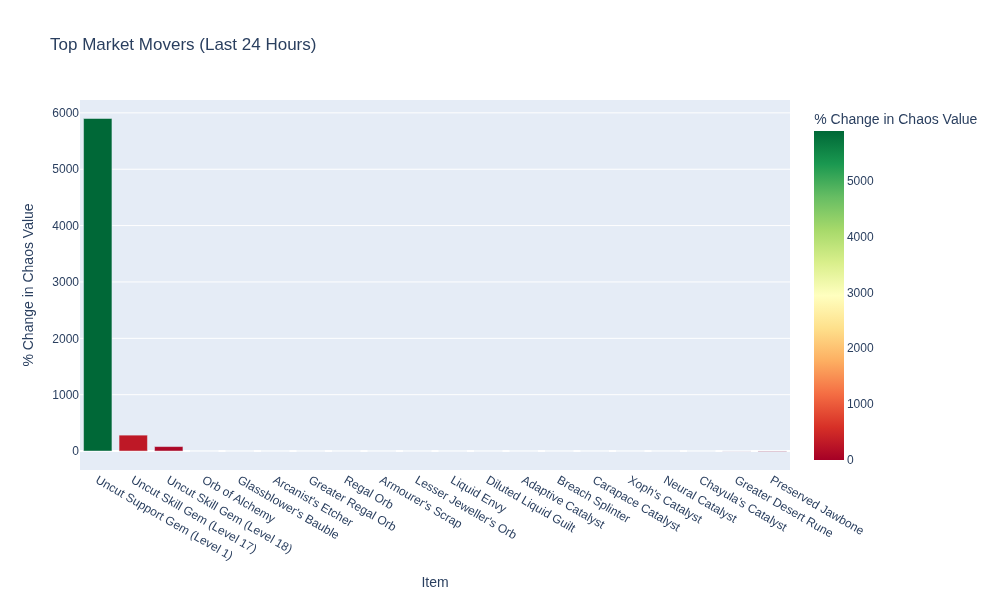 Top Market Movers (Last 24 Hours)
% Change in Chaos Value
6000
5000
4000
3000
2000
1000
0
Uncut Support Gem (Level 1)
Uncut Skill Gem (Level 17)
Uncut Skill Gem (Level 18)
Orb of Alchemy
Glassblower's Bauble
Arcanist's Etcher
Greater Regal Orb
Regal Orb
Armourer's Scrap
Lesser Jeweller's Orb
Liquid Envy
Diluted Liquid Guilt
Adaptive Catalyst
Breach Splinter
Carapace Catalyst
Xoph's Catalyst
Neural Catalyst
Chayula's Catalyst
Greater Desert Rune
Preserved Jawbone
Item
% Change in Chaos Value
5000
4000
3000
2000
1000
0